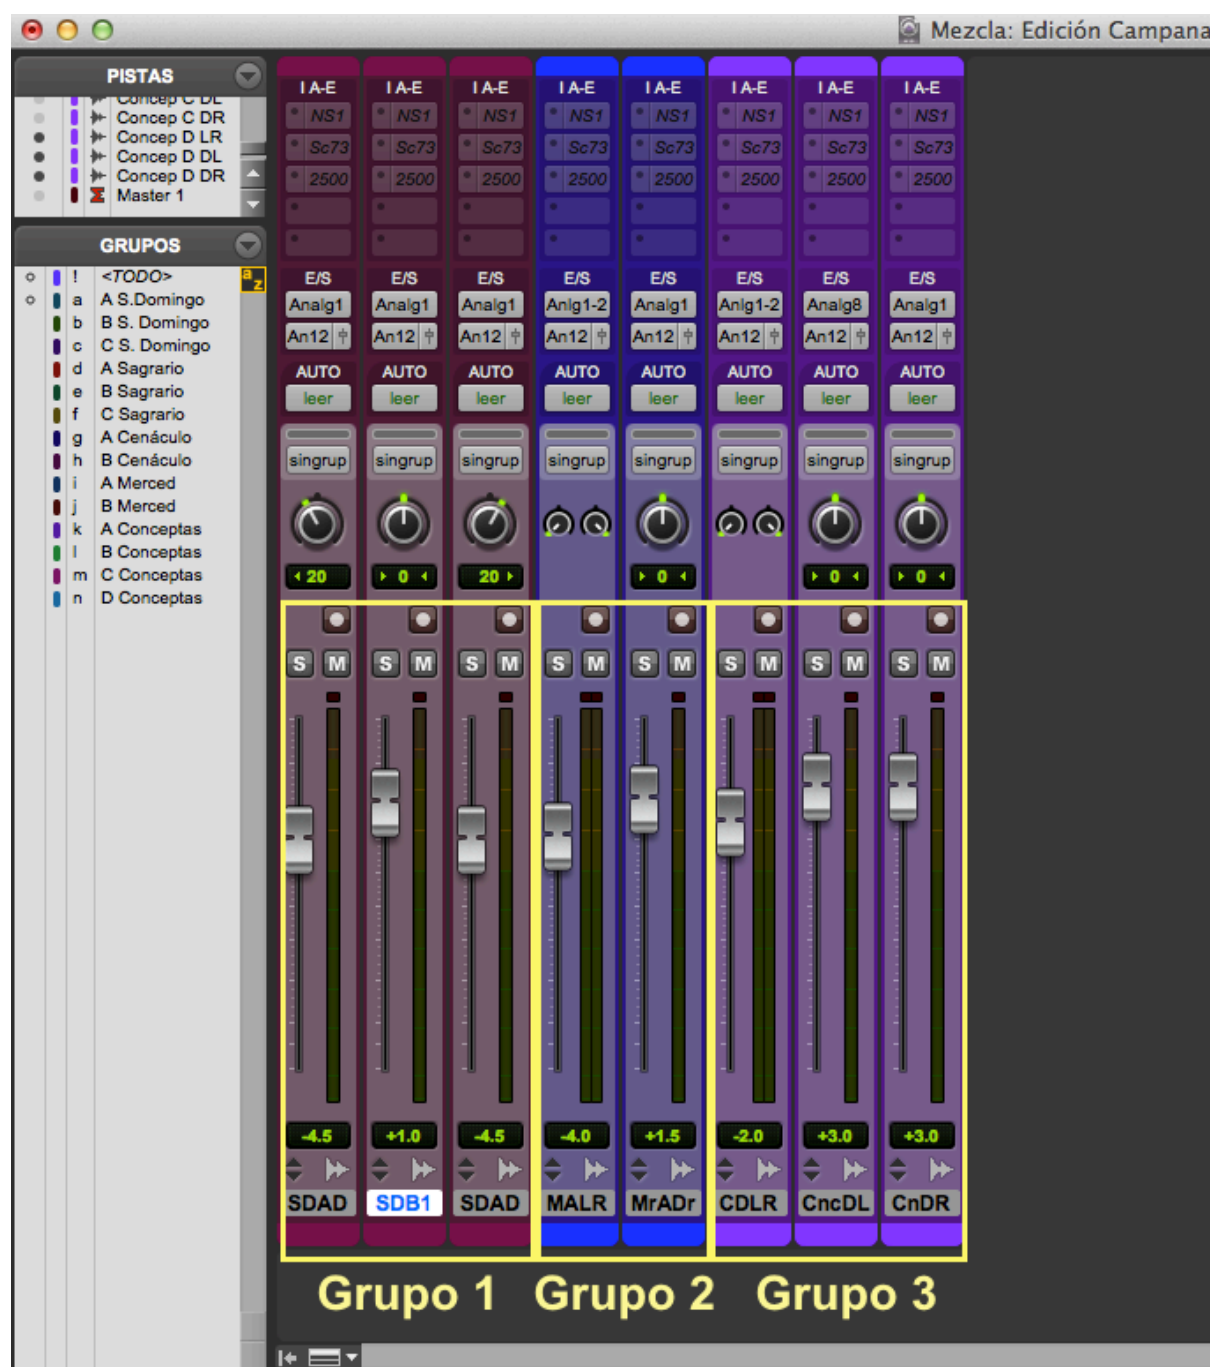 Mezcla: Edición Campana
PISTAS
Concep C DL
Concep C DR
Concep D LR
Concep D DL
Concep D DR
Master 1
GRUPOS
! <TODO>
a A S.Domingo
b B S. Domingo
c C S. Domingo
d A Sagrario
e B Sagrario
f C Sagrario
g A Cenáculo
h B Cenáculo
i A Merced
j B Merced
k A Conceptas
l B Conceptas
m C Conceptas
n D Conceptas
a z
I A-E I A-E I A-E I A-E I A-E I A-E I A-E I A-E
NS1 NS1 NS1 NS1 NS1 NS1 NS1 NS1
Sc73 Sc73 Sc73 Sc73 Sc73 Sc73 Sc73 Sc73
2500 2500 2500 2500 2500 2500 2500 2500
E/S E/S E/S E/S E/S E/S E/S E/S
Analg1 Analg1 Analg1 Anlg1-2 Analg1 Anlg1-2 Analg8 Analg1
An12 An12 An12 An12 An12 An12 An12 An12
AUTO AUTO AUTO AUTO AUTO AUTO AUTO AUTO
leer leer leer leer leer leer leer leer
singrup singrup singrup singrup singrup singrup singrup singrup
20 0 20 0 0 0
S M S M S M S M S M S M S M S M
-4.5 +1.0 -4.5 -4.0 +1.5 -2.0 +3.0 +3.0
SDAD SDB1 SDAD MALR MrADr CDLR CncDL CnDR
Grupo 1 Grupo 2 Grupo 3